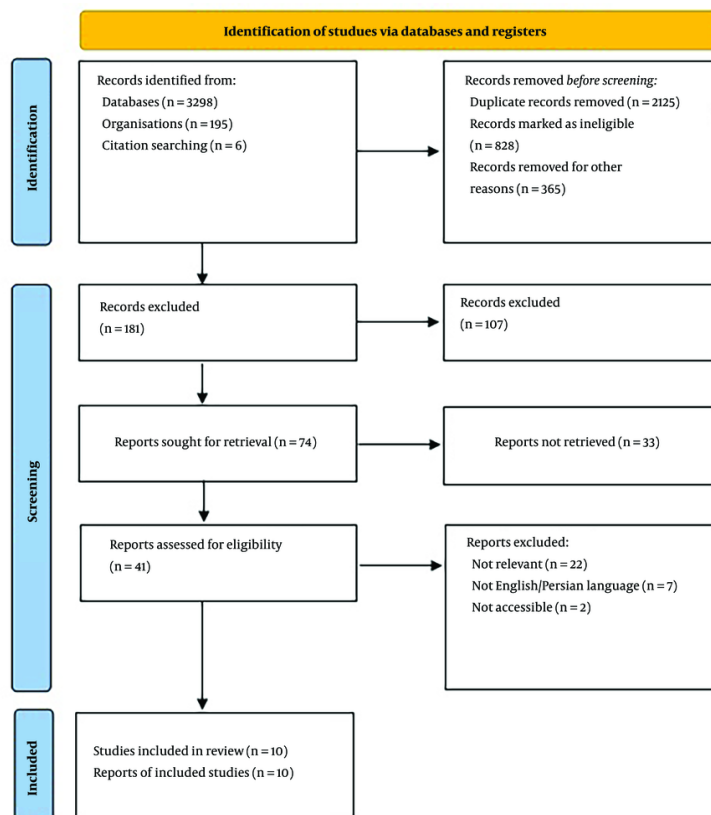 Identification of studues via databases and registers
Identification
Records identified from:
Databases (n = 3298)
Organisations (n = 195)
Citation searching (n = 6)
Records removed before screening:
Duplicate records removed (n = 2125)
Records marked as ineligible
(n = 828)
Records removed for other
reasons (n = 365)
Screening
Records excluded
(n = 181)
Records excluded
(n = 107)
Reports sought for retrieval (n = 74)
Reports not retrieved (n = 33)
Reports assessed for eligibility
(n = 41)
Reports excluded:
Not relevant (n = 22)
Not English/Persian language (n = 7)
Not accessible (n = 2)
Included
Studies included in review (n = 10)
Reports of included studies (n = 10)